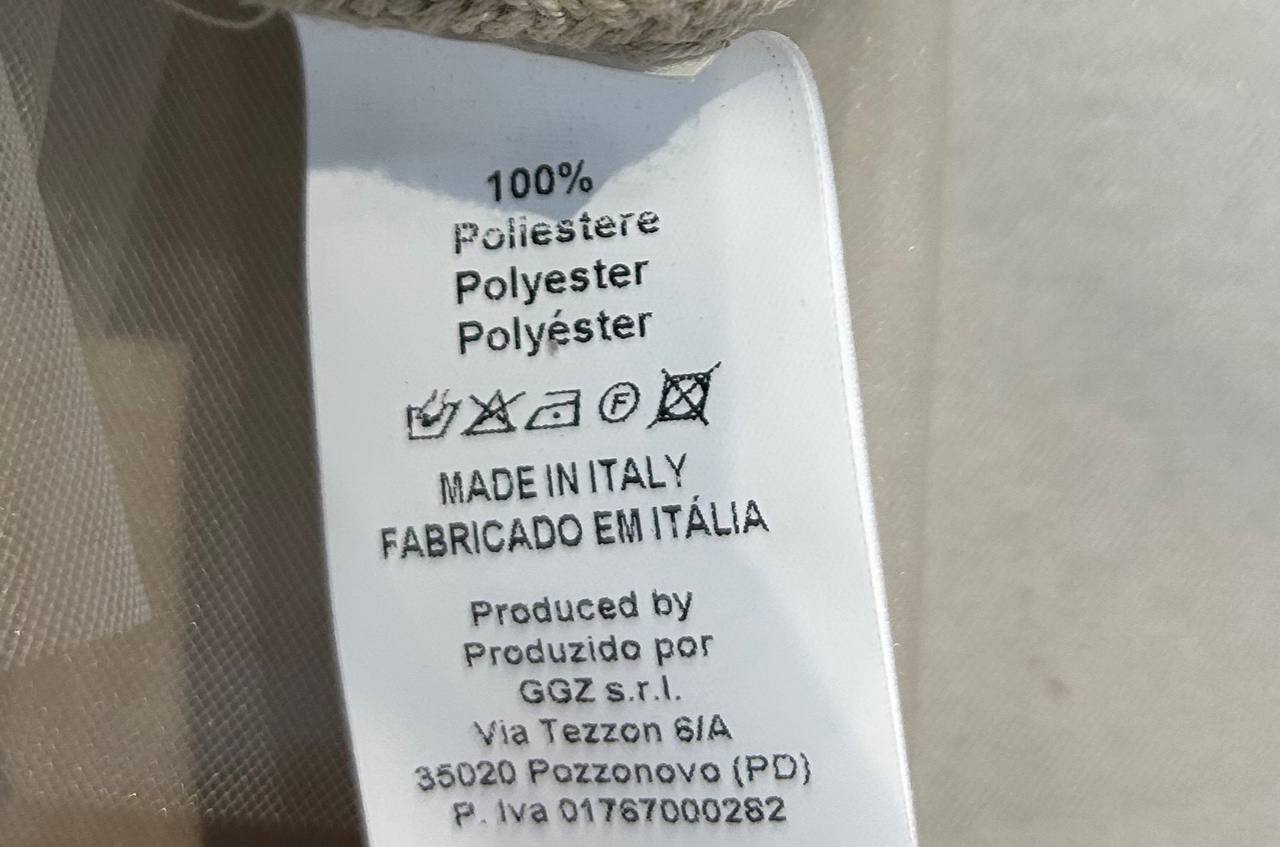 100%
Poliestere
Polyester
Polyéster
F
MADE IN ITALY
FABRICADO EM ITÁLIA
Produced by
Produzido por
GGZ s.r.l.
Via Tezzon 6/A
35020 Pozzonovo (PD)
P. Iva 01767000282